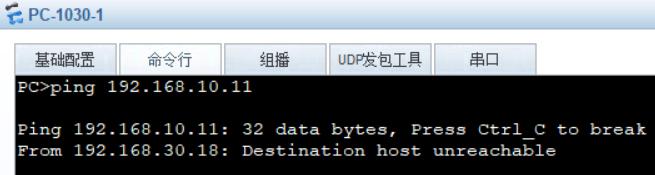 PC-1030-1
基础配置 命令行 组播 UDP发包工具 串口
PC>ping 192.168.10.11
Ping 192.168.10.11: 32 data bytes, Press Ctrl_C to break
From 192.168.30.18: Destination host unreachable